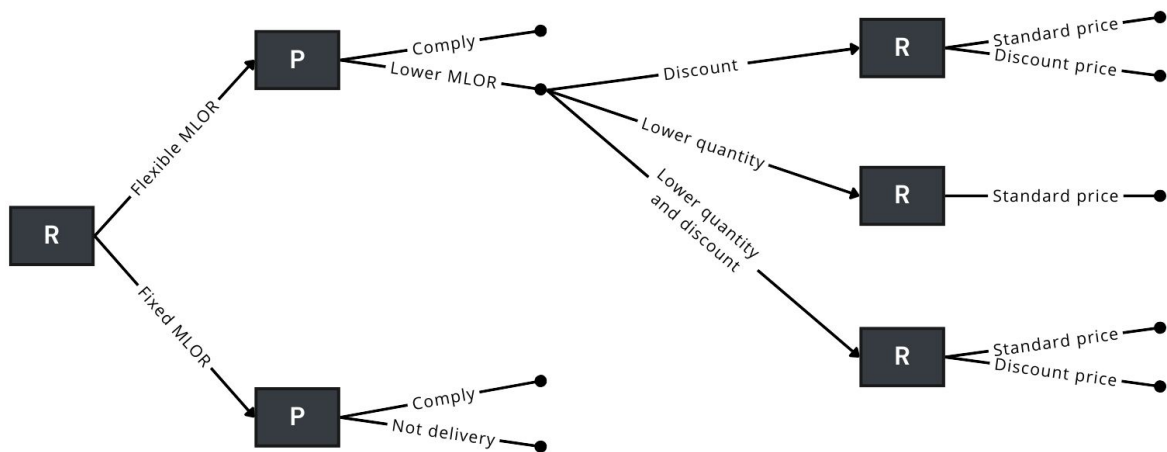 R
Flexible MLOR
Fixed MLOR
P
Comply
Lower MLOR
P
Comply
Not delivery
Discount
Lower quantity
Lower quantity
and discount
R
Standard price
Discount price
R
Standard price
R
Standard price
Discount price